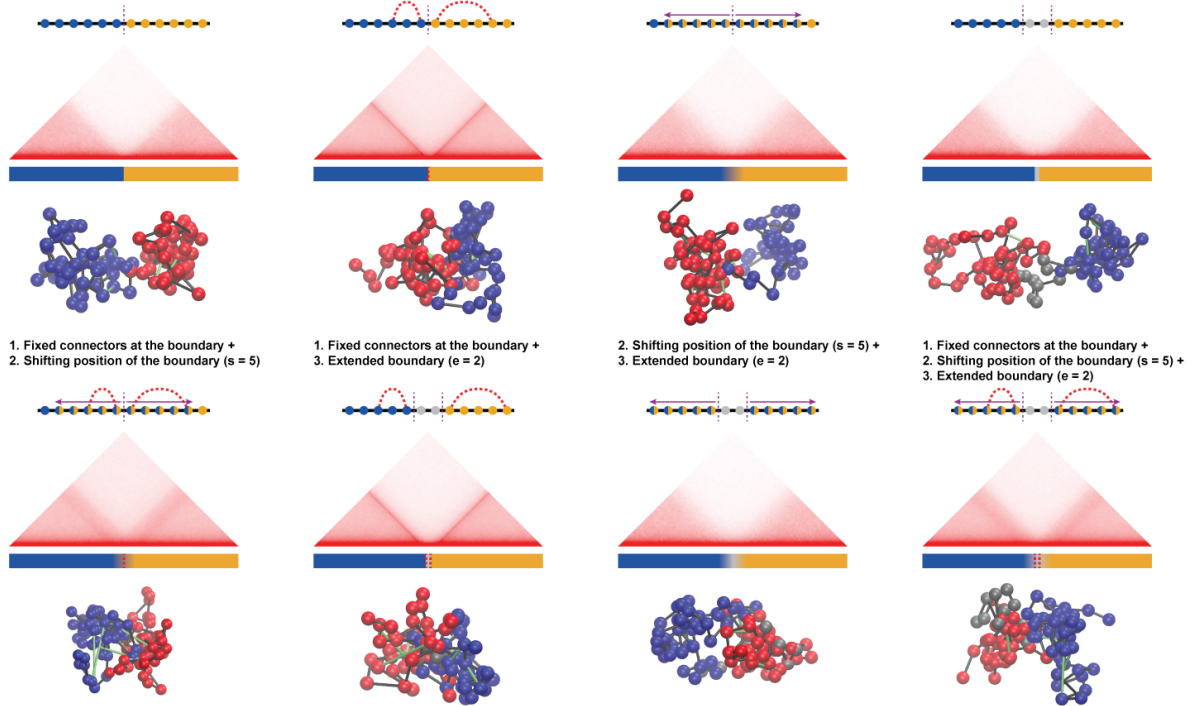 1. Fixed connectors at the boundary +
2. Shifting position of the boundary (s = 5)
1. Fixed connectors at the boundary +
3. Extended boundary (e = 2)
2. Shifting position of the boundary (s = 5) +
3. Extended boundary (e = 2)
1. Fixed connectors at the boundary +
2. Shifting position of the boundary (s = 5) +
3. Extended boundary (e = 2)